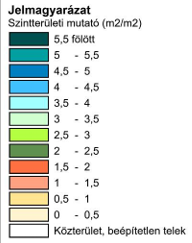 Jelmagyarázat
Szintterületi mutató (m2/m2)
5,5 fölött
5 - 5,5
4,5 - 5
4 - 4,5
3,5 - 4
3 - 3,5
2,5 - 3
2 - 2,5
1,5 - 2
1 - 1,5
0,5 - 1
0 - 0,5
Közterület, beépítetlen telek